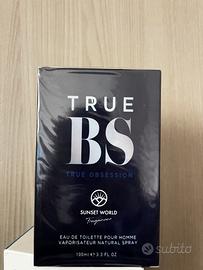 TRUE
BS
TRUE OBSESSION
SUNSET WORLD
Fragrances
EAU DE TOILETTE POUR HOMME
VAPORISATEUR NATURAL SPRAY
100ml e 3.3 FL. OZ
subito